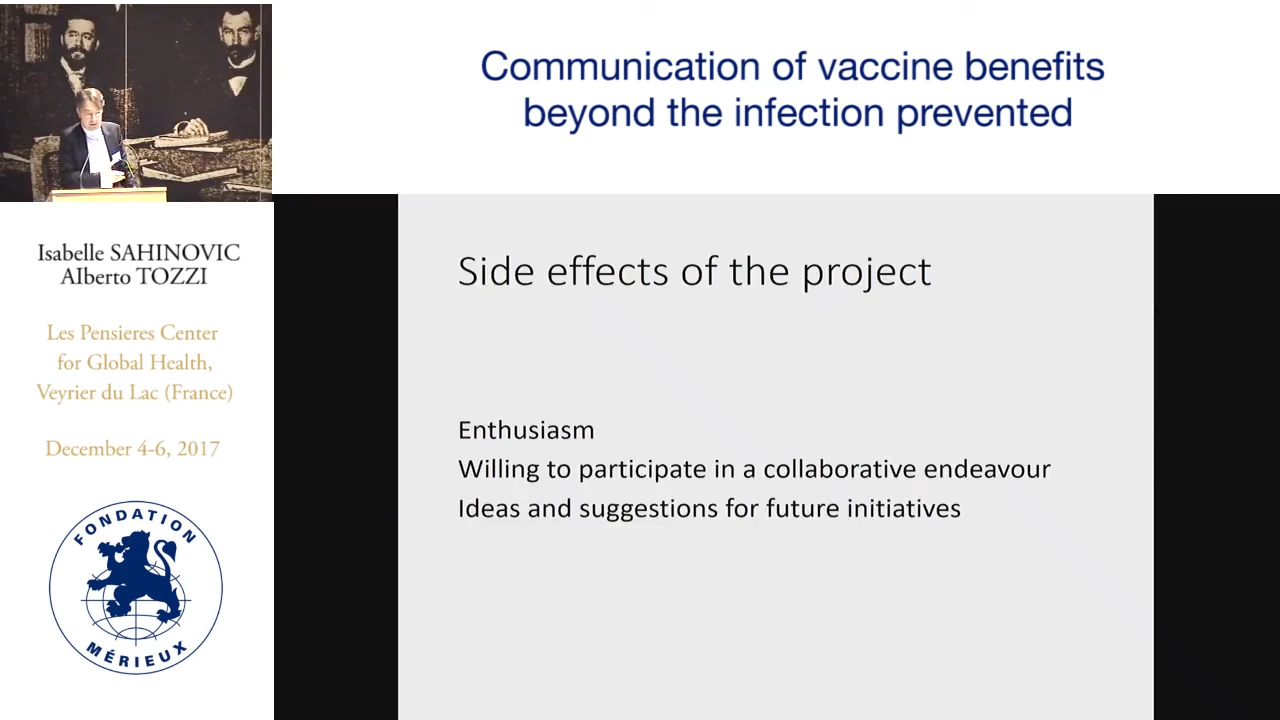 Communication of vaccine benefits
beyond the infection prevented
Isabelle SAHINOVIC
Alberto TOZZI
Les Pensieres Center
for Global Health,
Veyrier du Lac (France)
December 4-6, 2017
FONDATION
MÉRIEUX
Side effects of the project
Enthusiasm
Willing to participate in a collaborative endeavour
Ideas and suggestions for future initiatives